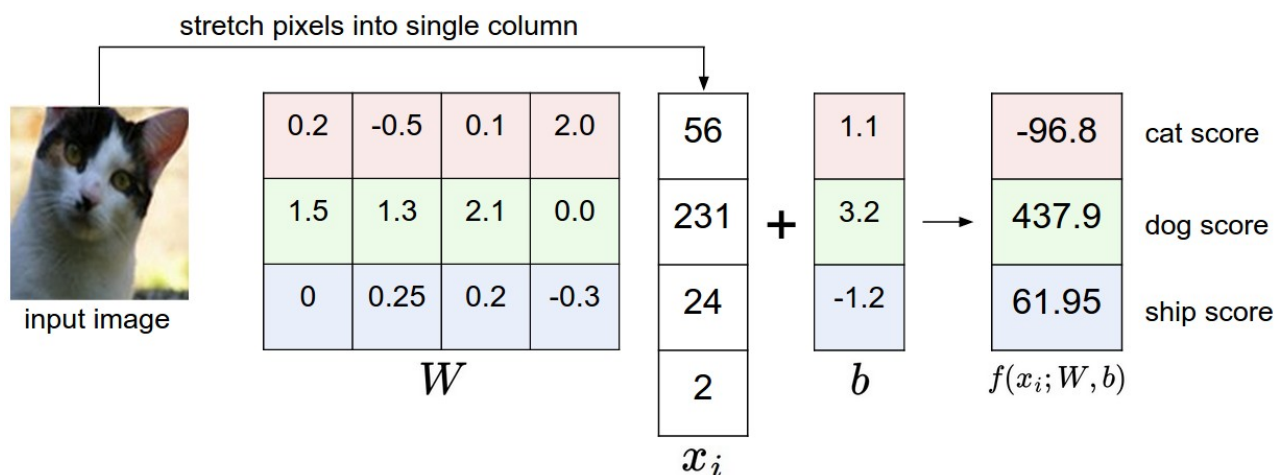 stretch pixels into single column
0.2 -0.5 0.1 2.0 56 1.1 -96.8 cat score
1.5 1.3 2.1 0.0 231 + 3.2 437.9 dog score
0 0.25 0.2 -0.3 24 -1.2 61.95 ship score
input image
W b f(x_i; W, b)
2
x_i